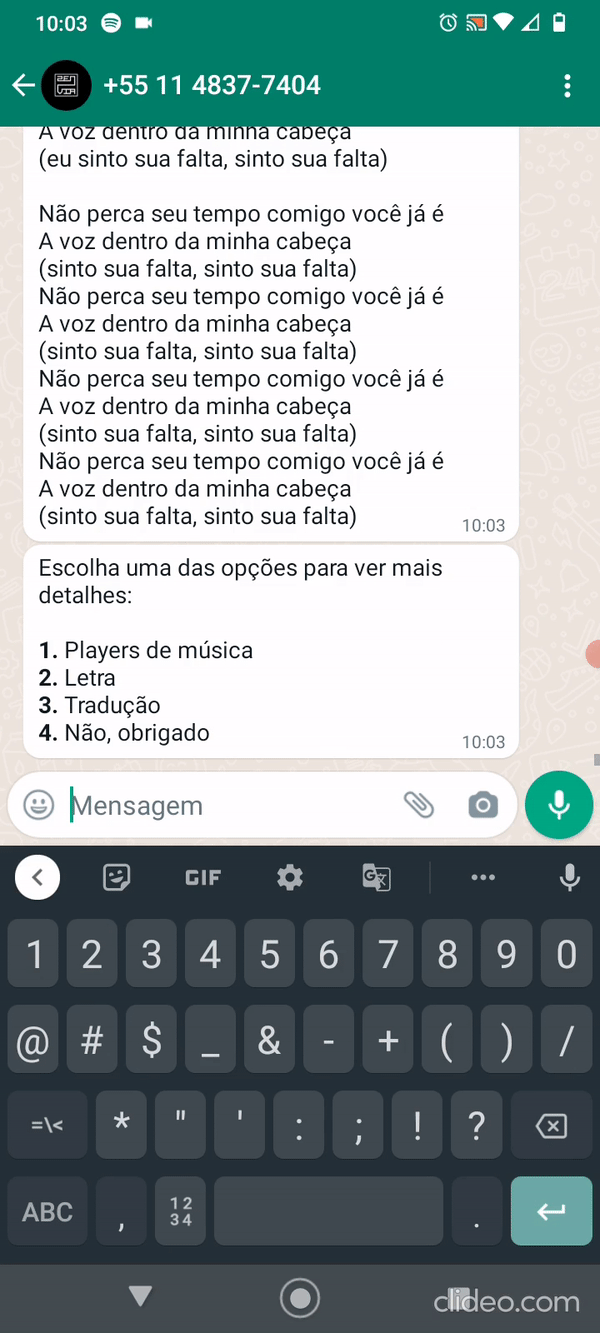 10:03
+55 11 4837-7404
A voz dentro da minha cabeça
(eu sinto sua falta, sinto sua falta)
Não perca seu tempo comigo você já é
A voz dentro da minha cabeça
(sinto sua falta, sinto sua falta)
Não perca seu tempo comigo você já é
A voz dentro da minha cabeça
(sinto sua falta, sinto sua falta)
Não perca seu tempo comigo você já é
A voz dentro da minha cabeça
(sinto sua falta, sinto sua falta)
Não perca seu tempo comigo você já é
A voz dentro da minha cabeça
(sinto sua falta, sinto sua falta)
10:03
Escolha uma das opções para ver mais
detalhes:
1. Players de música
2. Letra
3. Tradução
4. Não, obrigado
10:03
Mensagem
GIF
1 2 3 4 5 6 7 8 9 0
@ # $ _ & - + ( ) /
=\< * " ' : ; ! ?
ABC , 12 34 .
clideo.com